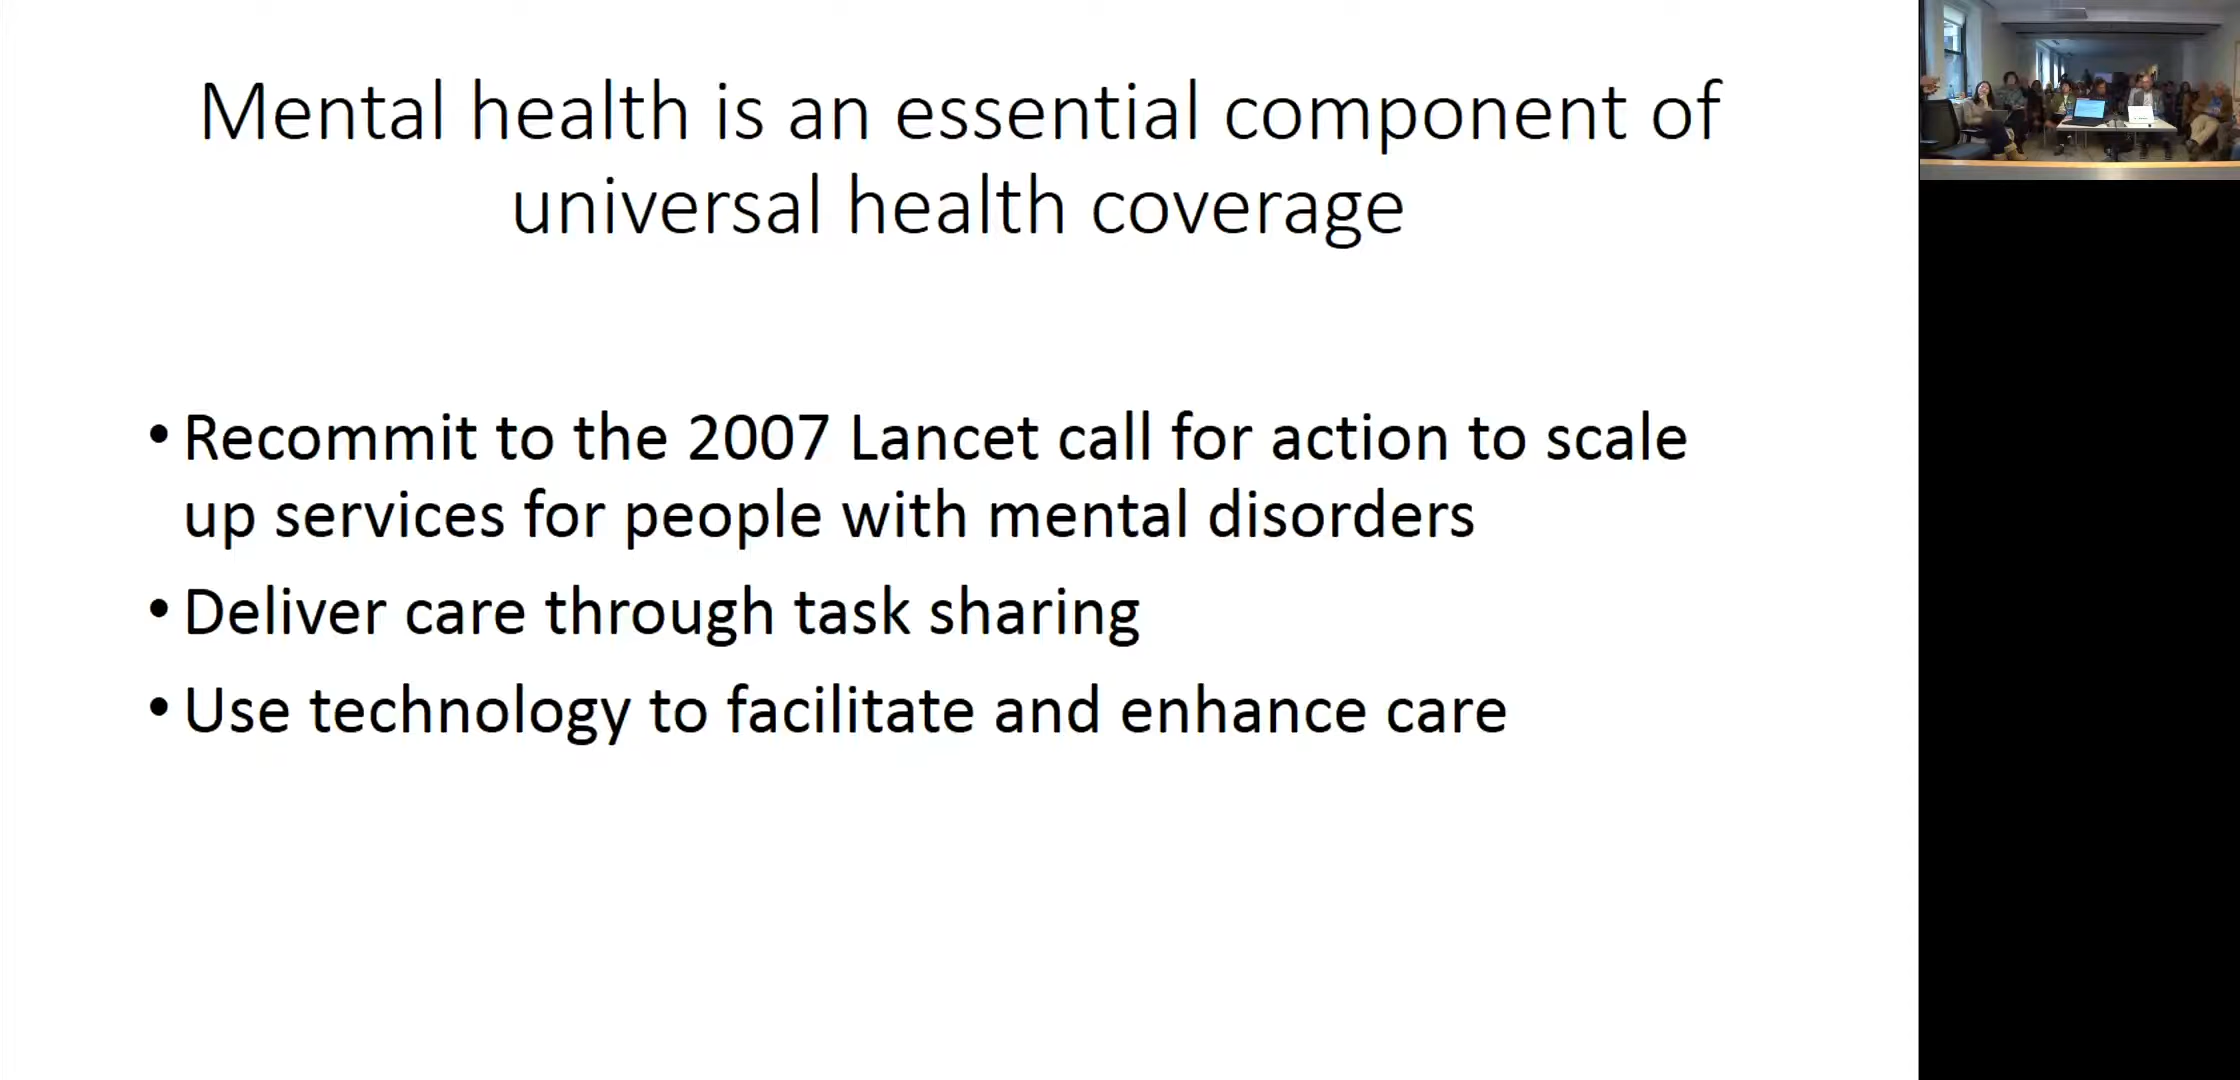 Mental health is an essential component of
universal health coverage
• Recommit to the 2007 Lancet call for action to scale
up services for people with mental disorders
• Deliver care through task sharing
• Use technology to facilitate and enhance care